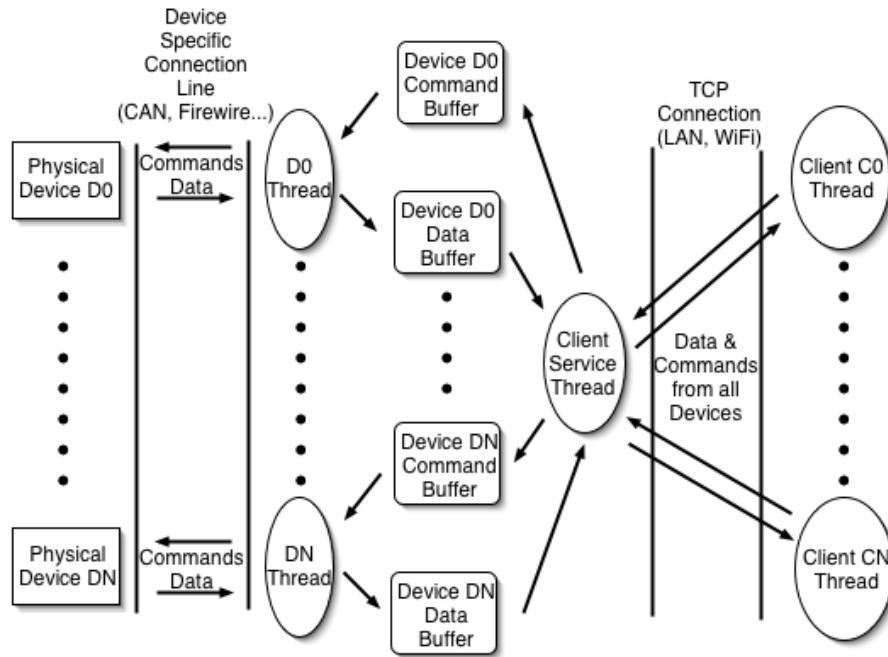 Device
Specific
Connection
Line
(CAN, Firewire...)
Physical
Device D0
Commands
Data
D0
Thread
Device D0
Command
Buffer
Device D0
Data
Buffer
Client
Service
Thread
TCP
Connection
(LAN, WiFi)
Data &
Commands
from all
Devices
Client C0
Thread
Physical
Device DN
Commands
Data
DN
Thread
Device DN
Command
Buffer
Device DN
Data
Buffer
Client CN
Thread